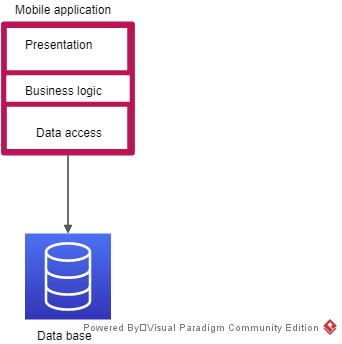 Mobile application
Presentation
Business logic
Data access
Powered By□Visual Paradigm Community Edition
Data base